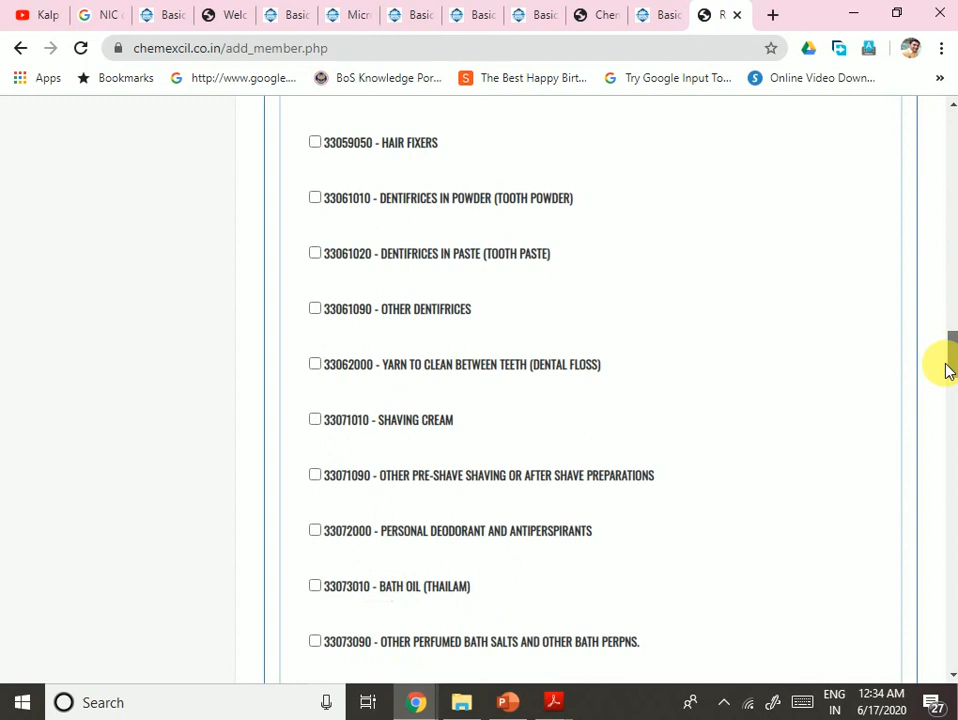 Kalp
NIC
Basic
Welc
Basic
Micr
Basic
Basic
Basic
Chen
Basic
R
chemexcil.co.in/add_member.php
Apps
Bookmarks
http://www.google....
BoS Knowledge Por...
The Best Happy Birt...
Try Google Input To...
Online Video Down...
»
33059050 - HAIR FIXERS
33061010 - DENTIFRICES IN POWDER (TOOTH POWDER)
33061020 - DENTIFRICES IN PASTE (TOOTH PASTE)
33061090 - OTHER DENTIFRICES
33062000 - YARN TO CLEAN BETWEEN TEETH (DENTAL FLOSS)
33071010 - SHAVING CREAM
33071090 - OTHER PRE-SHAVE SHAVING OR AFTER SHAVE PREPARATIONS
33072000 - PERSONAL DEODORANT AND ANTIPERSPIRANTS
33073010 - BATH OIL (THAILAM)
33073090 - OTHER PERFUMED BATH SALTS AND OTHER BATH PERPNS.
Search
ENG
IN
12:34 AM
6/17/2020
27